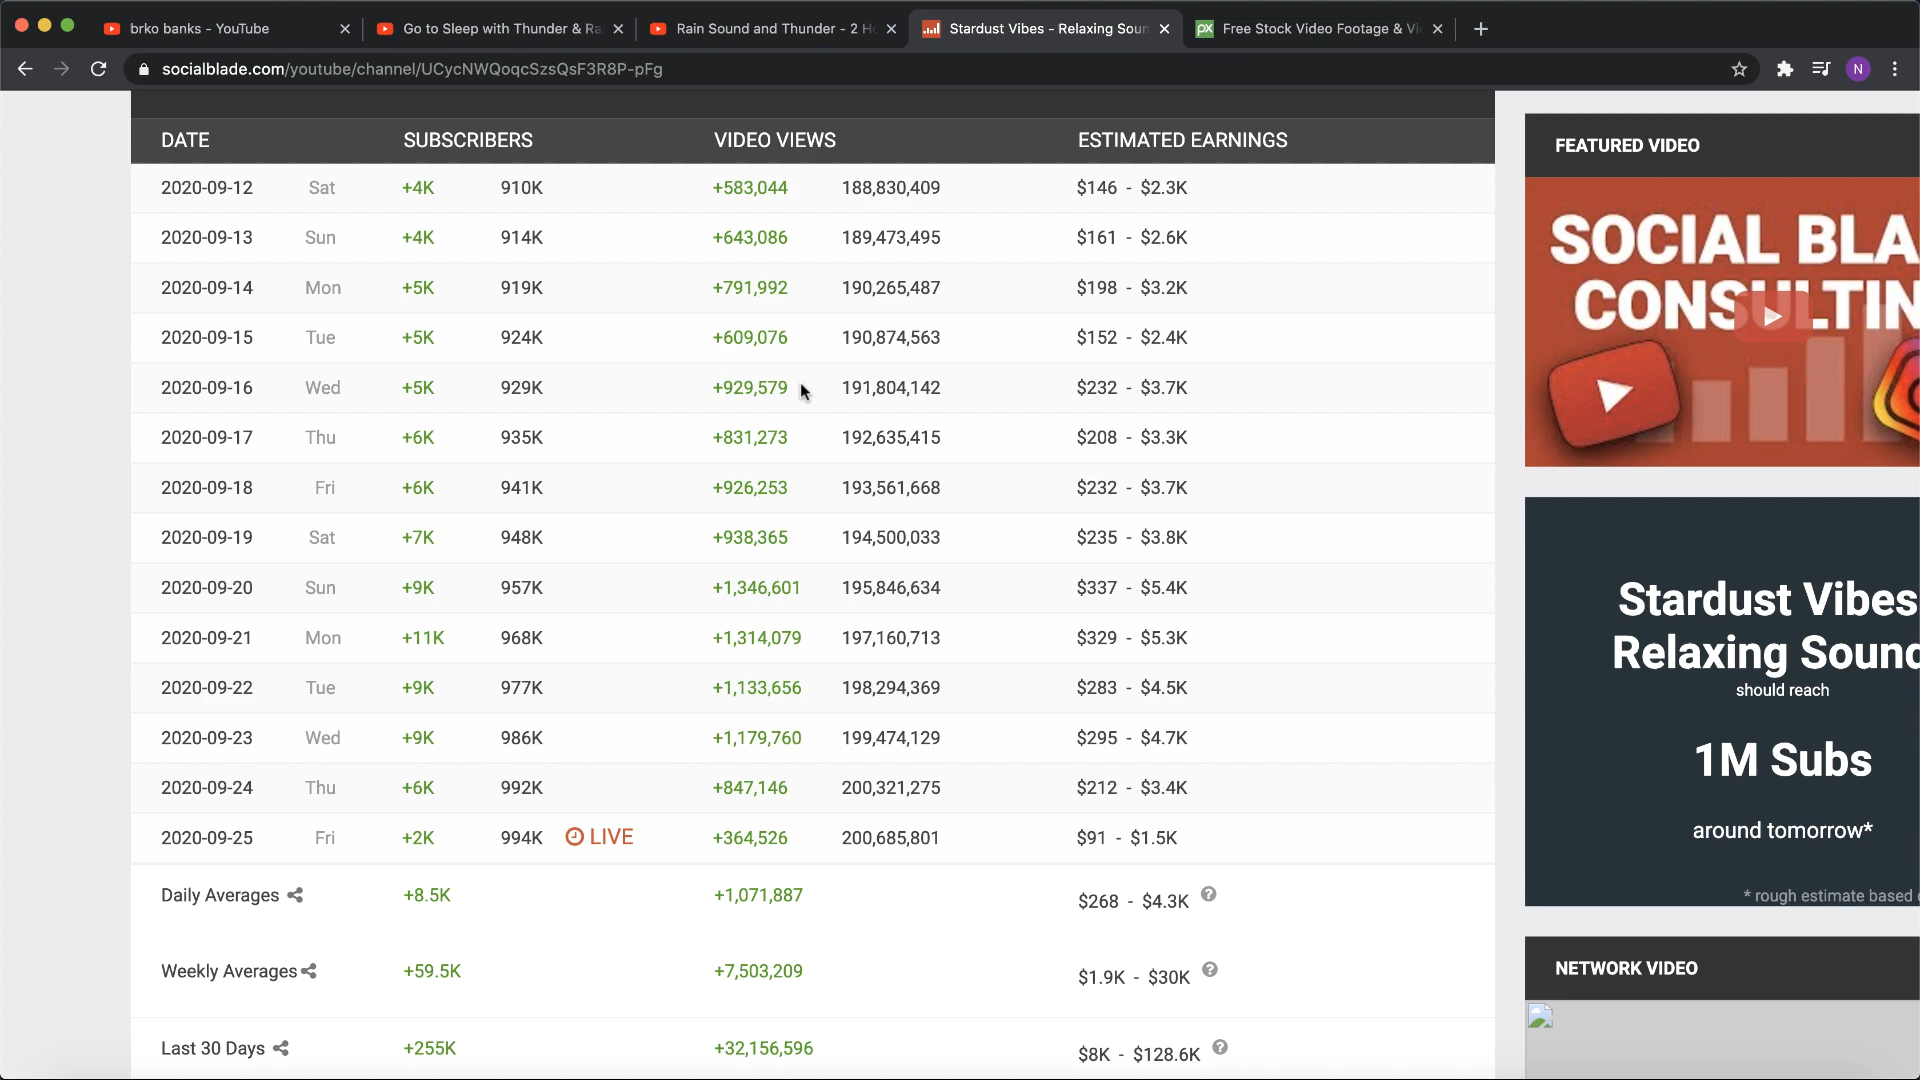 brko banks - YouTube
Go to Sleep with Thunder & Ra
Rain Sound and Thunder - 2 H
Stardust Vibes - Relaxing Soun
Free Stock Video Footage & Vi
socialblade.com/youtube/channel/UCycNWQoqcSzsQsF3R8P-pFg
N
DATE SUBSCRIBERS VIDEO VIEWS ESTIMATED EARNINGS
2020-09-12 Sat +4K 910K +583,044 188,830,409 $146 - $2.3K
2020-09-13 Sun +4K 914K +643,086 189,473,495 $161 - $2.6K
2020-09-14 Mon +5K 919K +791,992 190,265,487 $198 - $3.2K
2020-09-15 Tue +5K 924K +609,076 190,874,563 $152 - $2.4K
2020-09-16 Wed +5K 929K +929,579 191,804,142 $232 - $3.7K
2020-09-17 Thu +6K 935K +831,273 192,635,415 $208 - $3.3K
2020-09-18 Fri +6K 941K +926,253 193,561,668 $232 - $3.7K
2020-09-19 Sat +7K 948K +938,365 194,500,033 $235 - $3.8K
2020-09-20 Sun +9K 957K +1,346,601 195,846,634 $337 - $5.4K
2020-09-21 Mon +11K 968K +1,314,079 197,160,713 $329 - $5.3K
2020-09-22 Tue +9K 977K +1,133,656 198,294,369 $283 - $4.5K
2020-09-23 Wed +9K 986K +1,179,760 199,474,129 $295 - $4.7K
2020-09-24 Thu +6K 992K +847,146 200,321,275 $212 - $3.4K
2020-09-25 Fri +2K 994K LIVE +364,526 200,685,801 $91 - $1.5K
Daily Averages +8.5K +1,071,887 $268 - $4.3K ?
Weekly Averages +59.5K +7,503,209 $1.9K - $30K ?
Last 30 Days +255K +32,156,596 $8K - $128.6K ?
FEATURED VIDEO
SOCIAL BLA
CONSULTIN
Stardust Vibes
Relaxing Sound
should reach
1M Subs
around tomorrow*
* rough estimate based
NETWORK VIDEO